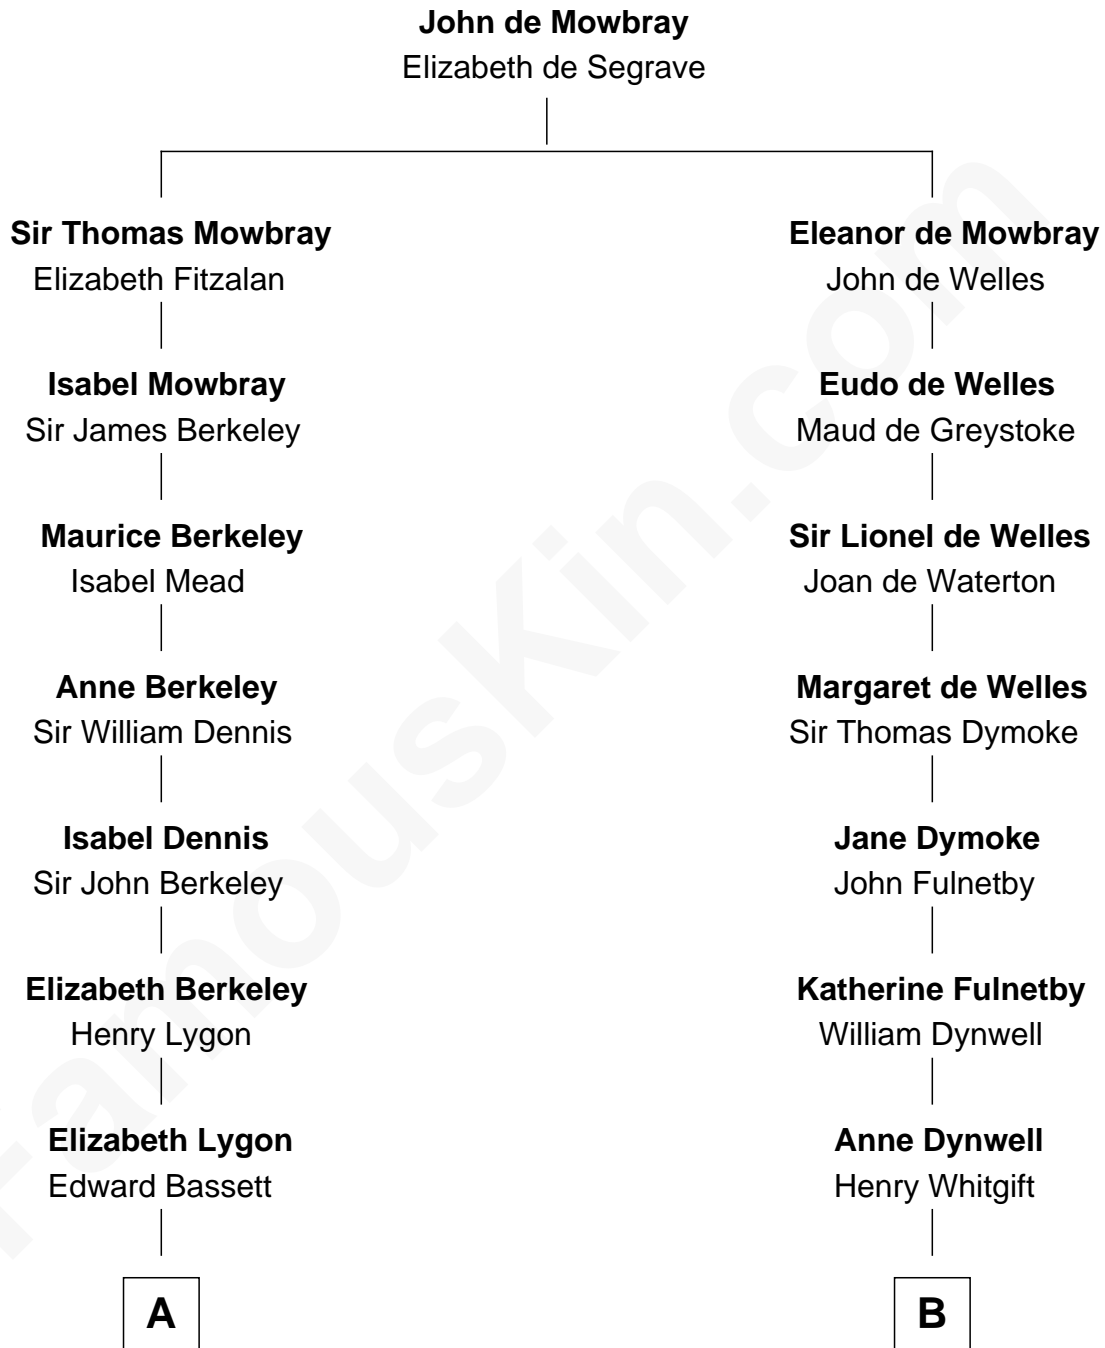 John de Mowbray
Elizabeth de Segrave
Sir Thomas Mowbray
Elizabeth Fitzalan
Eleanor de Mowbray
John de Welles
Isabel Mowbray
Sir James Berkeley
Eudo de Welles
Maud de Greystoke
Maurice Berkeley
Isabel Mead
Sir Lionel de Welles
Joan de Waterton
Anne Berkeley
Sir William Dennis
Margaret de Welles
Sir Thomas Dymoke
Isabel Dennis
Sir John Berkeley
Jane Dymoke
John Fulnetby
Elizabeth Berkeley
Henry Lygon
Katherine Fulnetby
William Dynwell
Elizabeth Lygon
Edward Bassett
Anne Dynwell
Henry Whitgift
A
B
FamousKin.com